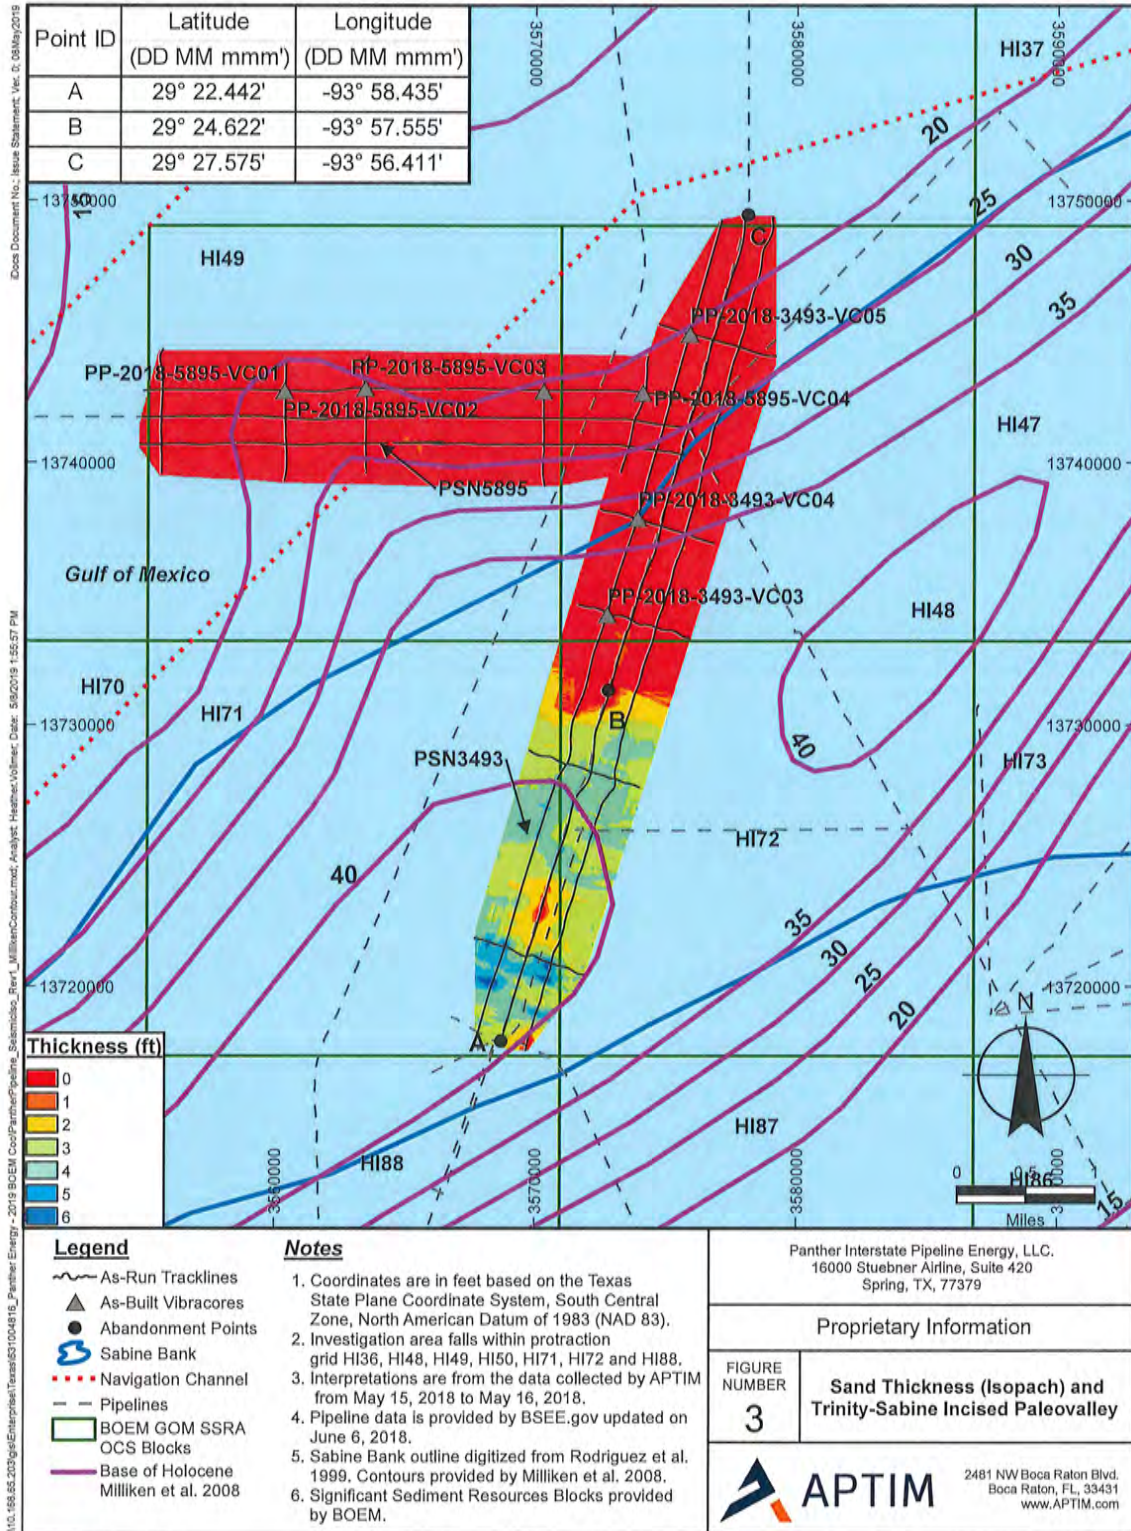 Point ID
Latitude
(DD MM mmm')
Longitude
(DD MM mmm')
A
29° 22.442'
-93° 58.435'
B
29° 24.622'
-93° 57.555'
C
29° 27.575'
-93° 56.411'
3570000
3580000
HI37
20
15
13750000
13750000
25
HI49
C
30
35
PP-2018-3493-VC05
PP-2018-5895-VC01
PP-2018-5895-VC03
PP-2018-5895-VC04
PP-2018-5895-VC02
HI47
13740000
13740000
PSN5895
PP-2018-3493-VC04
Gulf of Mexico
PP-2018-3493-VC03
HI48
HI70
HI71
B
13730000
13730000
40
PSN3493
HI73
HI72
40
35
30
25
20
13720000
13720000
N
A
Thickness (ft)
0
1
2
3
4
5
6
HI87
HI88
3570000
3580000
0
0.5
1
HI86
Miles
15
Legend
As-Run Tracklines
As-Built Vibracores
Abandonment Points
Sabine Bank
Navigation Channel
Pipelines
BOEM GOM SSRA
OCS Blocks
Base of Holocene
Milliken et al. 2008
Notes
1. Coordinates are in feet based on the Texas
State Plane Coordinate System, South Central
Zone, North American Datum of 1983 (NAD 83).
2. Investigation area falls within protraction
grid HI36, HI48, HI49, HI50, HI71, HI72 and HI88.
3. Interpretations are from the data collected by APTIM
from May 15, 2018 to May 16, 2018.
4. Pipeline data is provided by BSEE.gov updated on
June 6, 2018.
5. Sabine Bank outline digitized from Rodriguez et al.
1999. Contours provided by Milliken et al. 2008.
6. Significant Sediment Resources Blocks provided
by BOEM.
Panther Interstate Pipeline Energy, LLC.
16000 Stuebner Airline, Suite 420
Spring, TX, 77379
Proprietary Information
FIGURE
NUMBER
3
Sand Thickness (Isopach) and
Trinity-Sabine Incised Paleovalley
APTIM
2481 NW Boca Raton Blvd.
Boca Raton, FL, 33431
www.APTIM.com